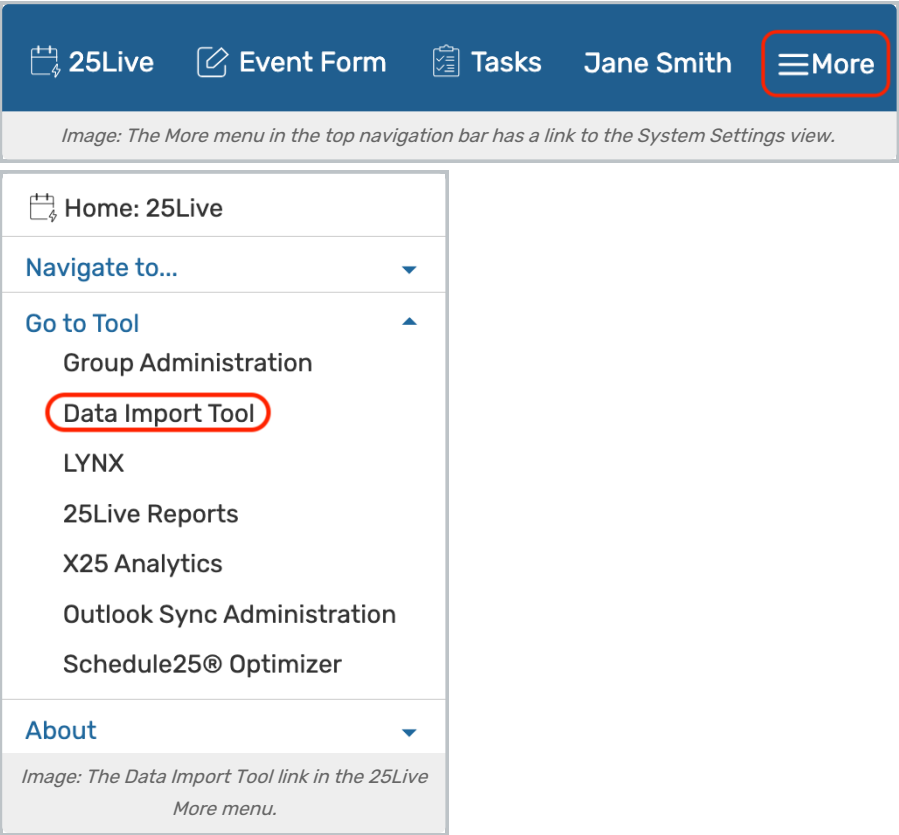 25Live Event Form Tasks Jane Smith More
Image: The More menu in the top navigation bar has a link to the System Settings view.
Home: 25Live
Navigate to...
Go to Tool
Group Administration
Data Import Tool
LYNX
25Live Reports
X25 Analytics
Outlook Sync Administration
Schedule25® Optimizer
About
Image: The Data Import Tool link in the 25Live
More menu.